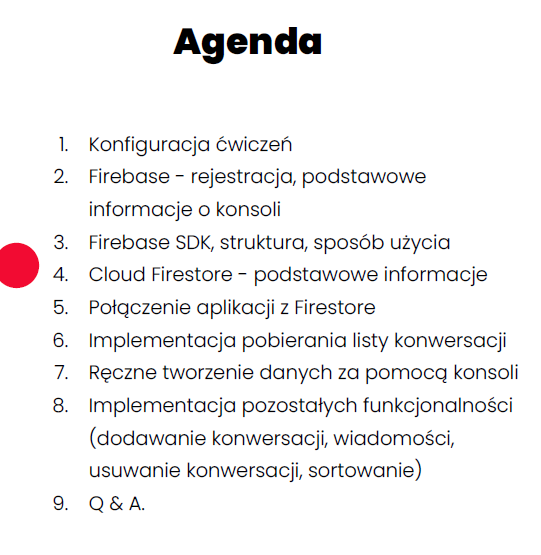 Agenda
1. Konfiguracja ćwiczeń
2. Firebase - rejestracja, podstawowe
informacje o konsoli
3. Firebase SDK, struktura, sposób użycia
4. Cloud Firestore - podstawowe informacje
5. Połączenie aplikacji z Firestore
6. Implementacja pobierania listy konwersacji
7. Ręczne tworzenie danych za pomocą konsoli
8. Implementacja pozostałych funkcjonalności
(dodawanie konwersacji, wiadomości,
usuwanie konwersacji, sortowanie)
9. Q & A.